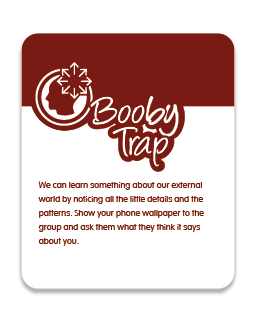 Booby
Trap
We can learn something about our external
world by noticing all the little details and the
patterns. Show your phone wallpaper to the
group and ask them what they think it says
about you.